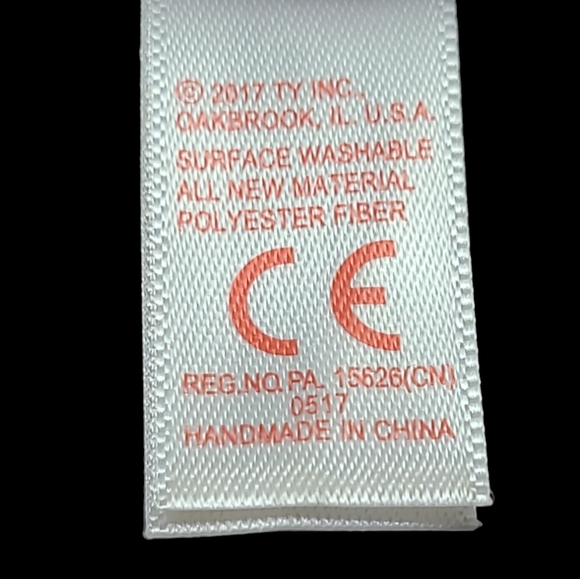 © 2017 TY INC.,
OAKBROOK, IL. U.S.A.
SURFACE WASHABLE
ALL NEW MATERIAL
POLYESTER FIBER
CE
REG.NO.PA. 15626(CN)
0517
HANDMADE IN CHINA